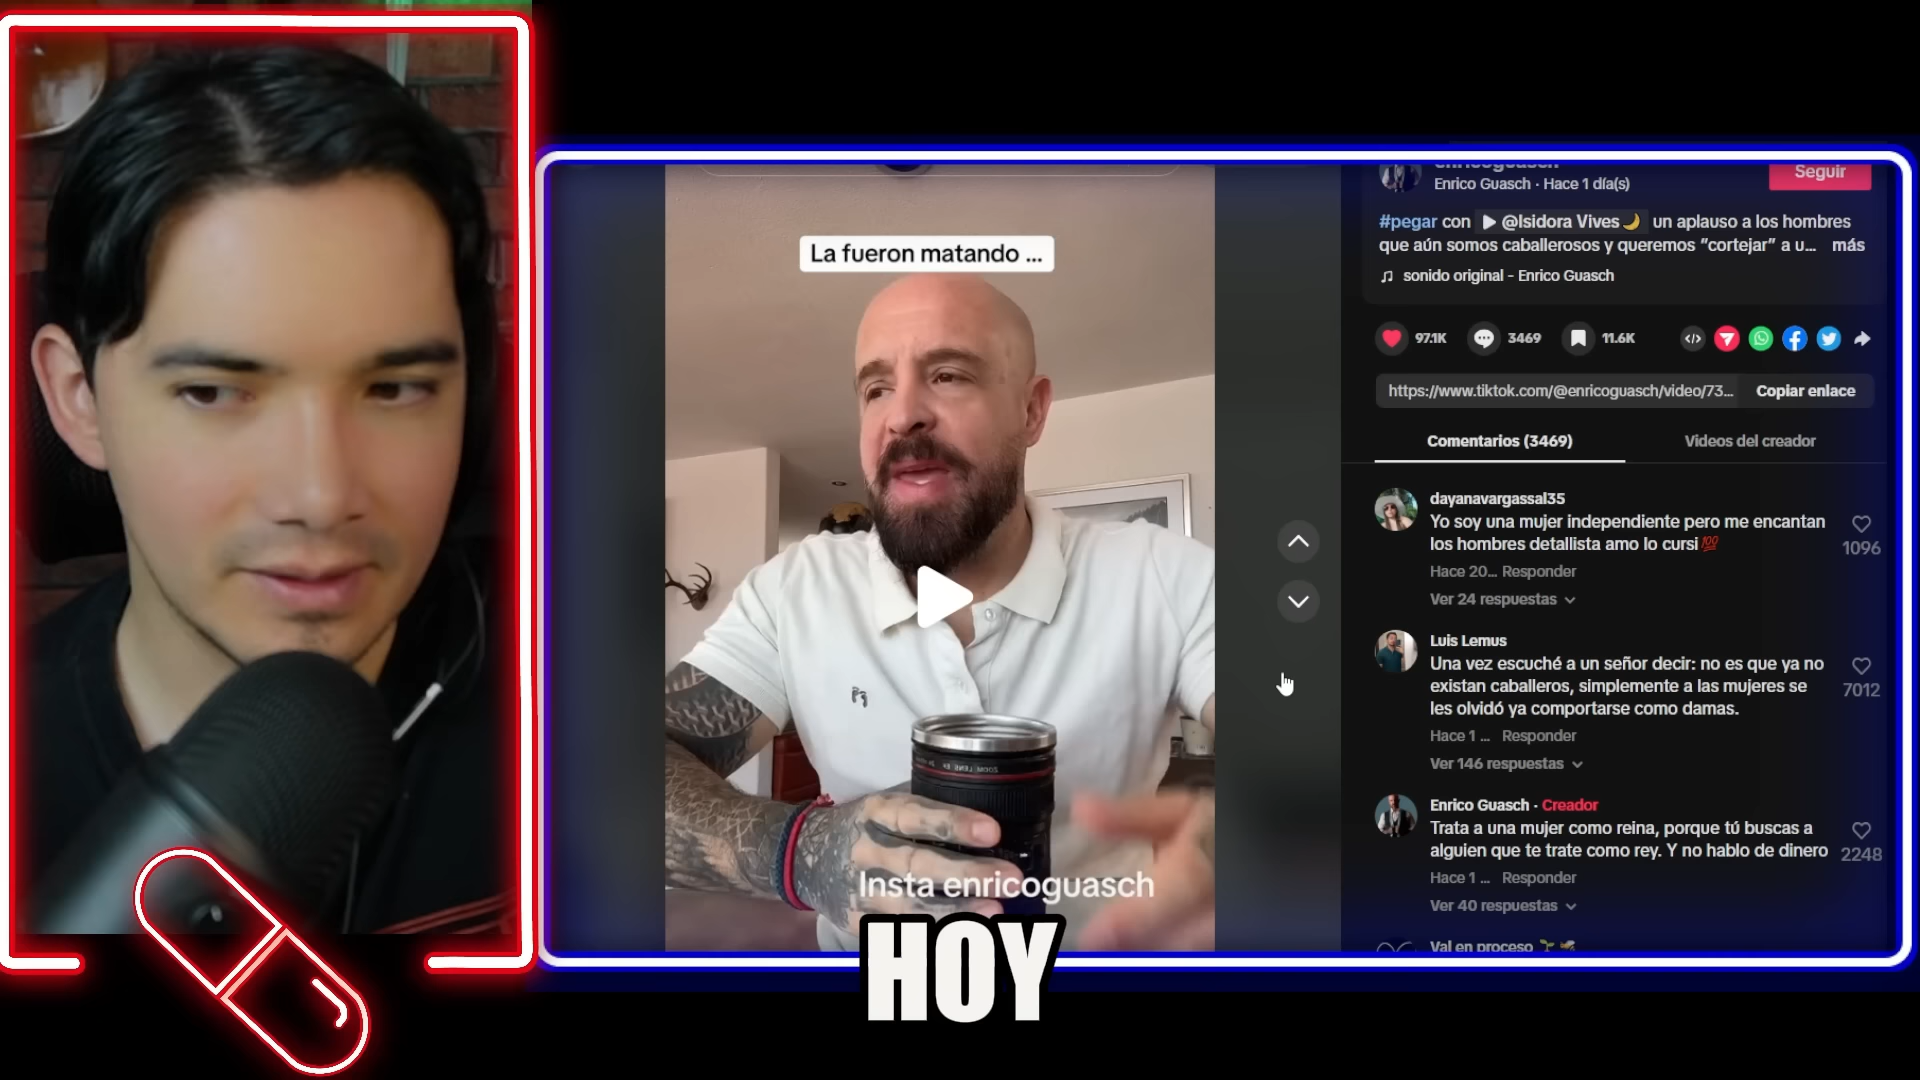 La fueron matando ...
Insta enricoguasch
HOY
enricoguasch
Enrico Guasch · Hace 1 día(s)
Seguir
#pegar con ▶ @Isidora Vives🌙 un aplauso a los hombres
que aún somos caballerosos y queremos “cortejar” a u... más
♫ sonido original - Enrico Guasch
97.1K 3469 11.6K
https://www.tiktok.com/@enricoguasch/video/73... Copiar enlace
Comentarios (3469) Videos del creador
dayanavargassal35
Yo soy una mujer independiente pero me encantan
los hombres detallista amo lo cursi💯
1096
Hace 20... Responder
Ver 24 respuestas
Luis Lemus
Una vez escuché a un señor decir: no es que ya no
existan caballeros, simplemente a las mujeres se
les olvidó ya comportarse como damas.
7012
Hace 1 ... Responder
Ver 146 respuestas
Enrico Guasch · Creador
Trata a una mujer como reina, porque tú buscas a
alguien que te trate como rey. Y no hablo de dinero
2248
Hace 1 ... Responder
Ver 40 respuestas
Val en proceso